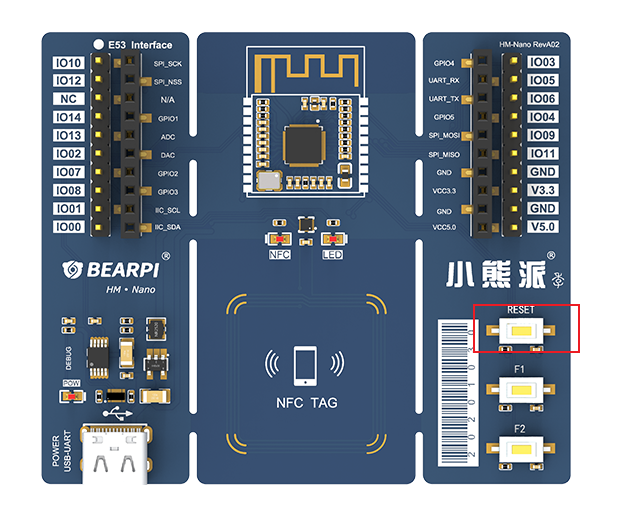 E53 Interface
IO10 SPI_SCK
IO12 SPI_NSS
NC N/A
IO14 GPIO1
IO13 ADC
IO02 DAC
IO07 GPIO2
IO08 GPIO3
IO01 IIC_SCL
IO00 IIC_SDA
BEARPI®
HM · Nano
DEBUG
POW
POWER
USB-UART
NFC
LED
NFC TAG
HM-Nano RevA02
GPIO4 IO03
UART_RX IO05
UART_TX IO06
GPIO5 IO04
SPI_MOSI IO09
SPI_MISO IO11
GND GND
VCC3.3 V3.3
GND GND
VCC5.0 V5.0
小熊派®
RESET
F1
F2